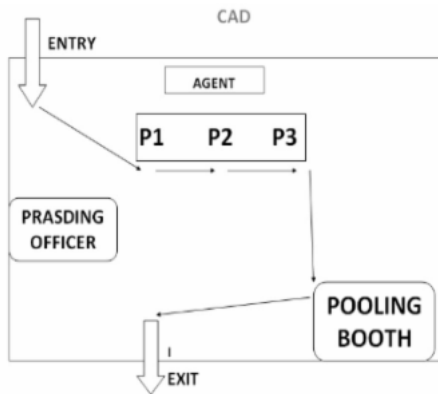 CAD
ENTRY
AGENT
P1 P2 P3
PRASDING
OFFICER
POOLING
BOOTH
I
EXIT